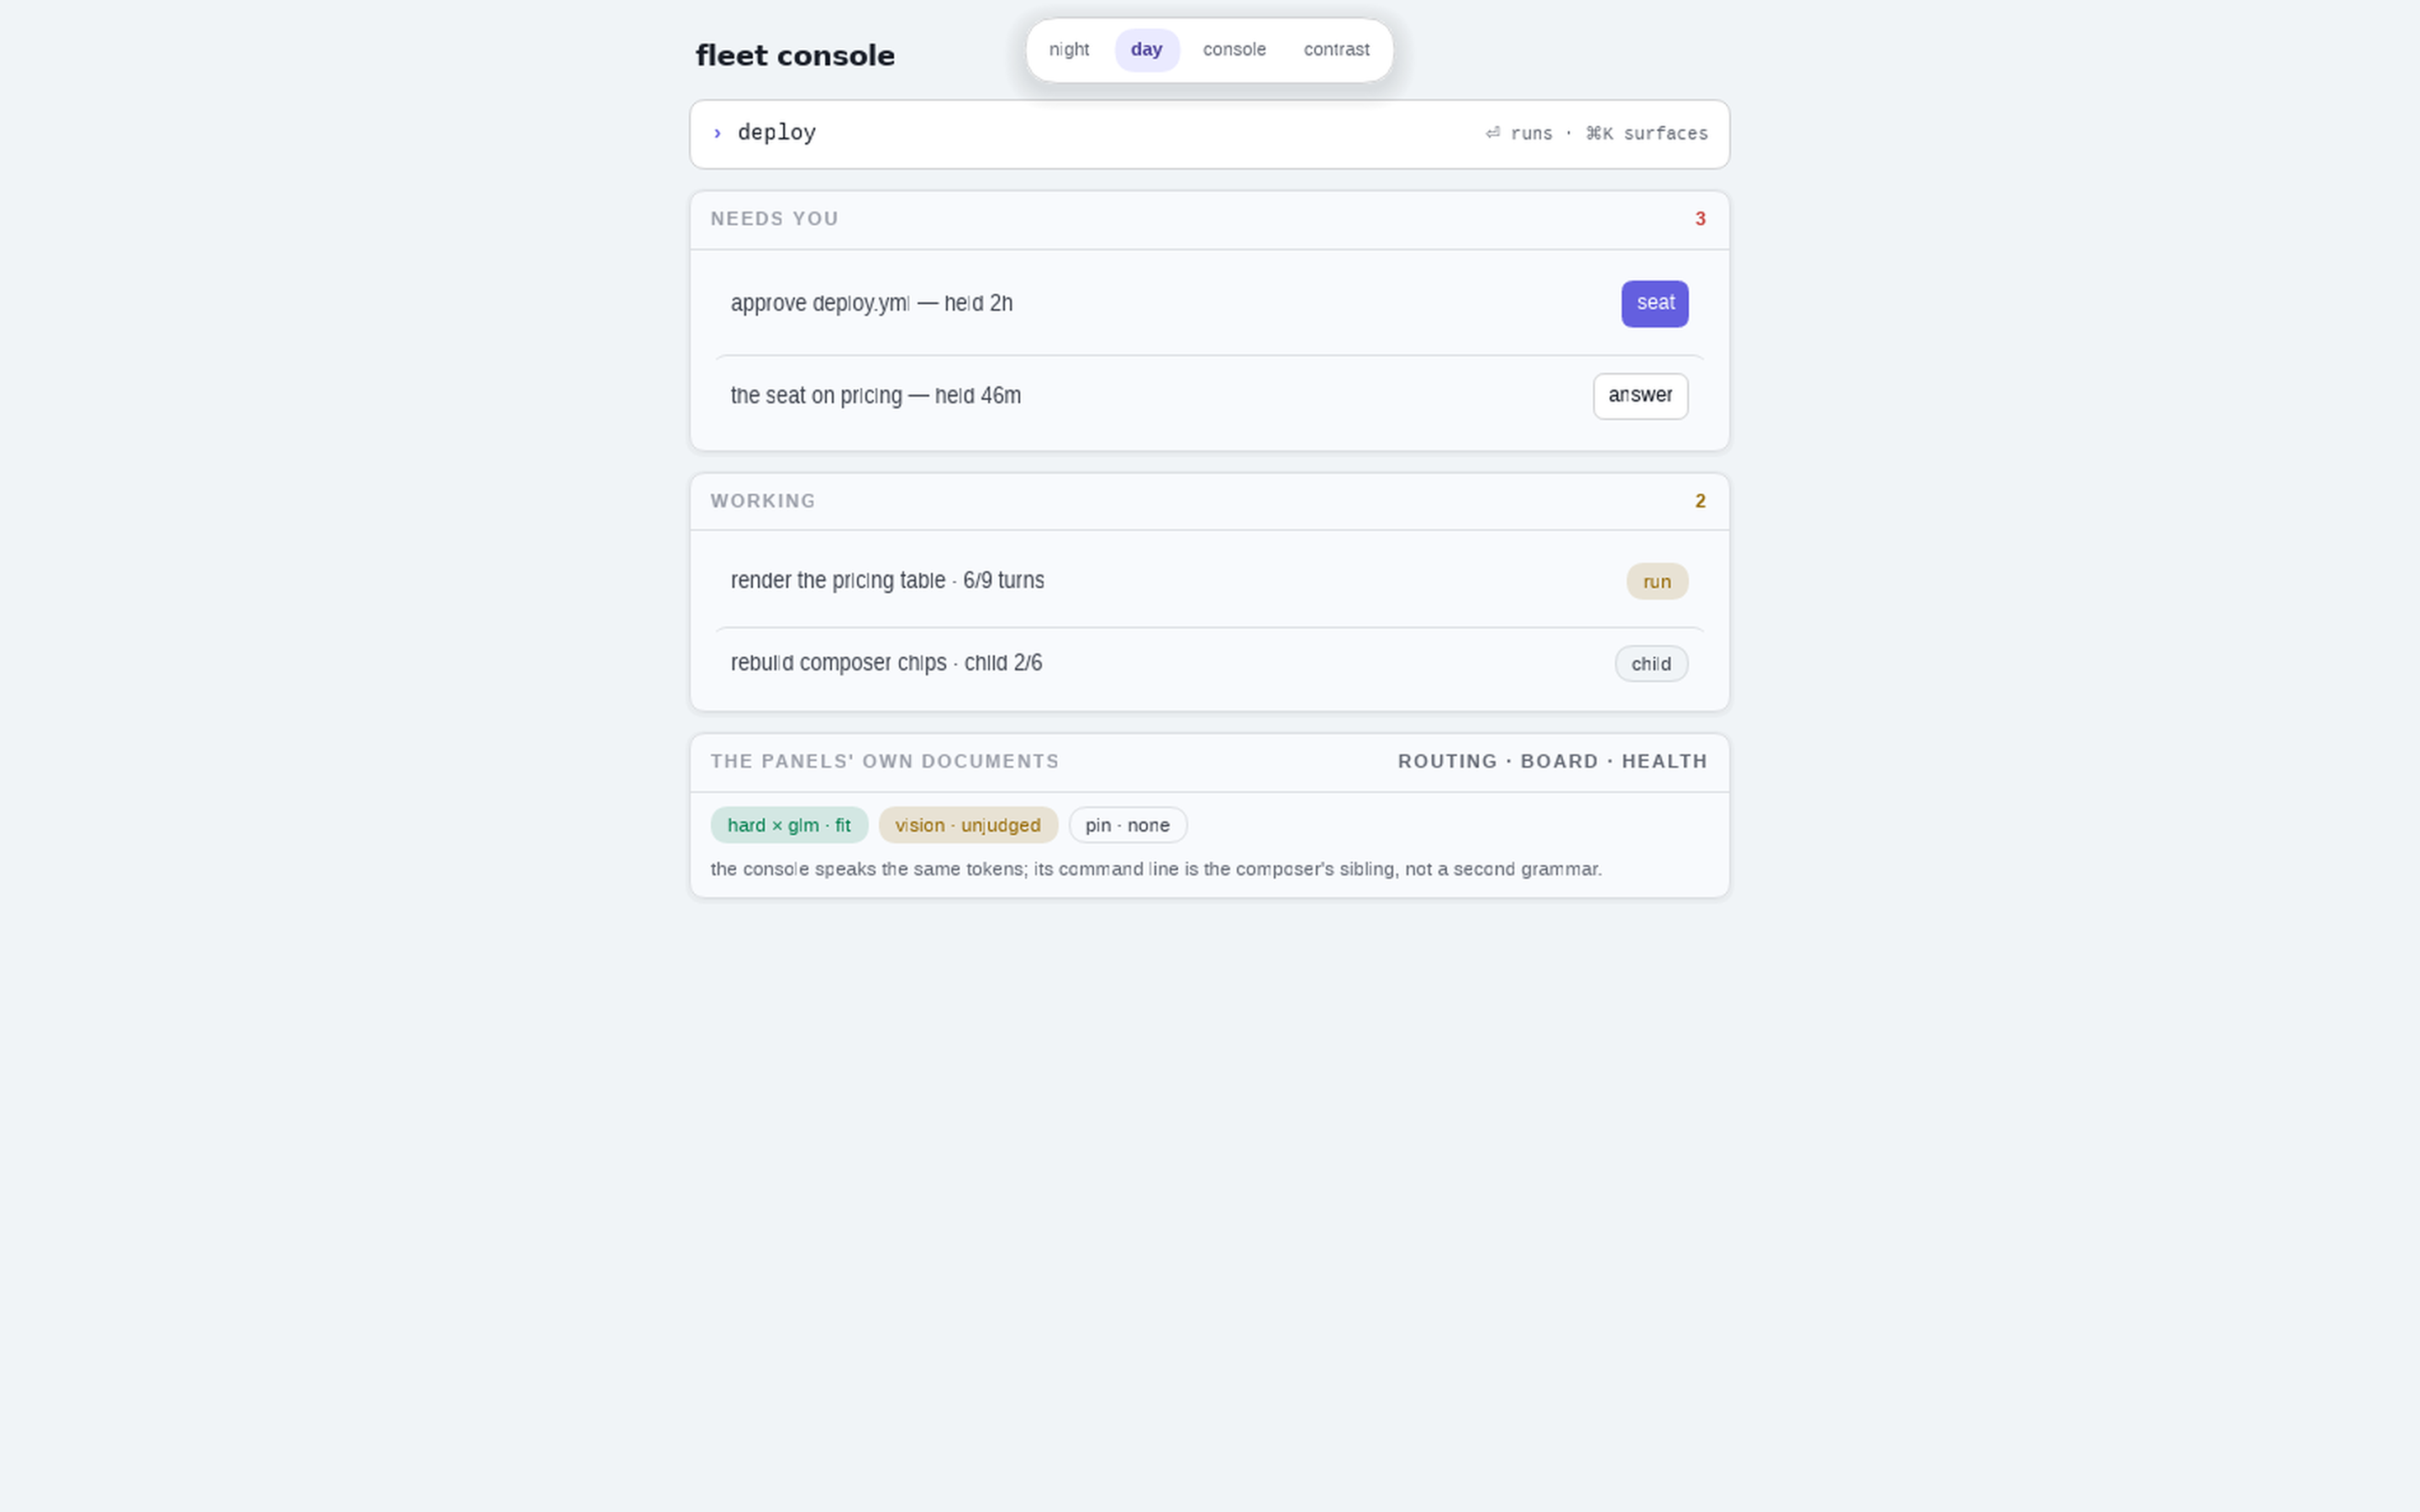 fleet console
night day console contrast
› deploy ⏎ runs · ⌘K surfaces
NEEDS YOU 3
approve deploy.yml — held 2h seat
the seat on pricing — held 46m answer
WORKING 2
render the pricing table · 6/9 turns run
rebuild composer chips · child 2/6 child
THE PANELS' OWN DOCUMENTS ROUTING · BOARD · HEALTH
hard × glm · fit vision · unjudged pin · none
the console speaks the same tokens; its command line is the composer's sibling, not a second grammar.